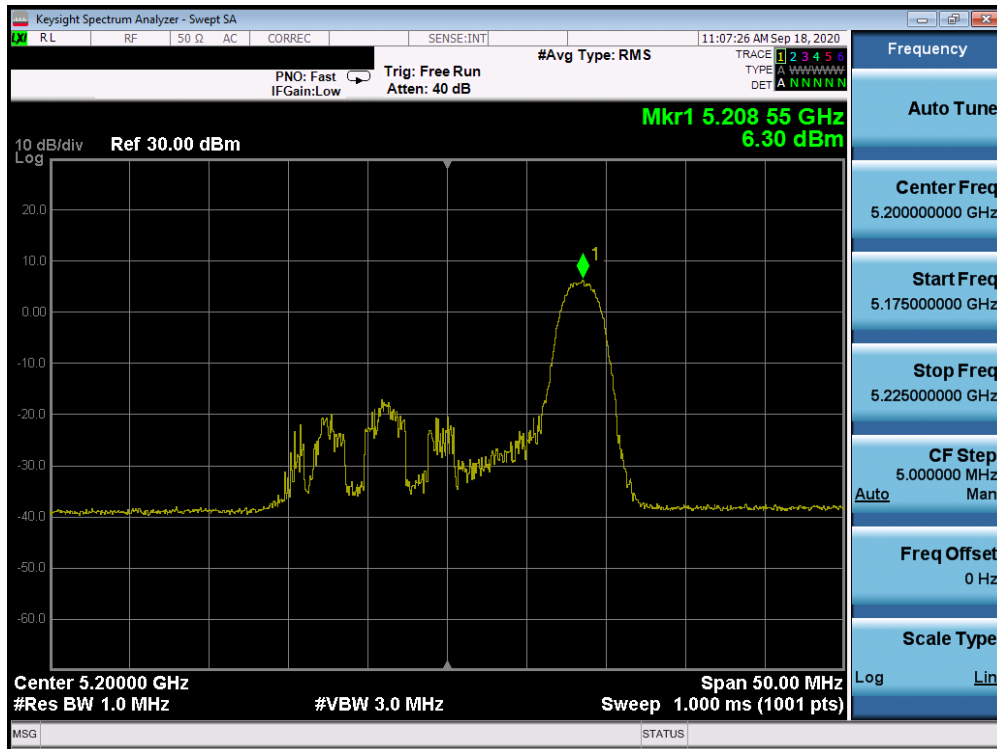 Keysight Spectrum Analyzer - Swept SA
LXI RL RF 50 Ω AC CORREC SENSE:INT 11:07:26 AM Sep 18, 2020
#Avg Type: RMS TRACE 1 2 3 4 5 6
PNO: Fast Trig: Free Run TYPE A WWWWW
IFGain:Low Atten: 40 dB DET A N N N N N
Mkr1 5.208 55 GHz
6.30 dBm
10 dB/div Ref 30.00 dBm
Log
1
20.0
10.0
0.00
-10.0
-20.0
-30.0
-40.0
-50.0
-60.0
Center 5.20000 GHz Span 50.00 MHz
#Res BW 1.0 MHz #VBW 3.0 MHz Sweep 1.000 ms (1001 pts)
MSG STATUS
Frequency
Auto Tune
Center Freq
5.200000000 GHz
Start Freq
5.175000000 GHz
Stop Freq
5.225000000 GHz
CF Step
5.000000 MHz
Auto Man
Freq Offset
0 Hz
Scale Type
Log Lin